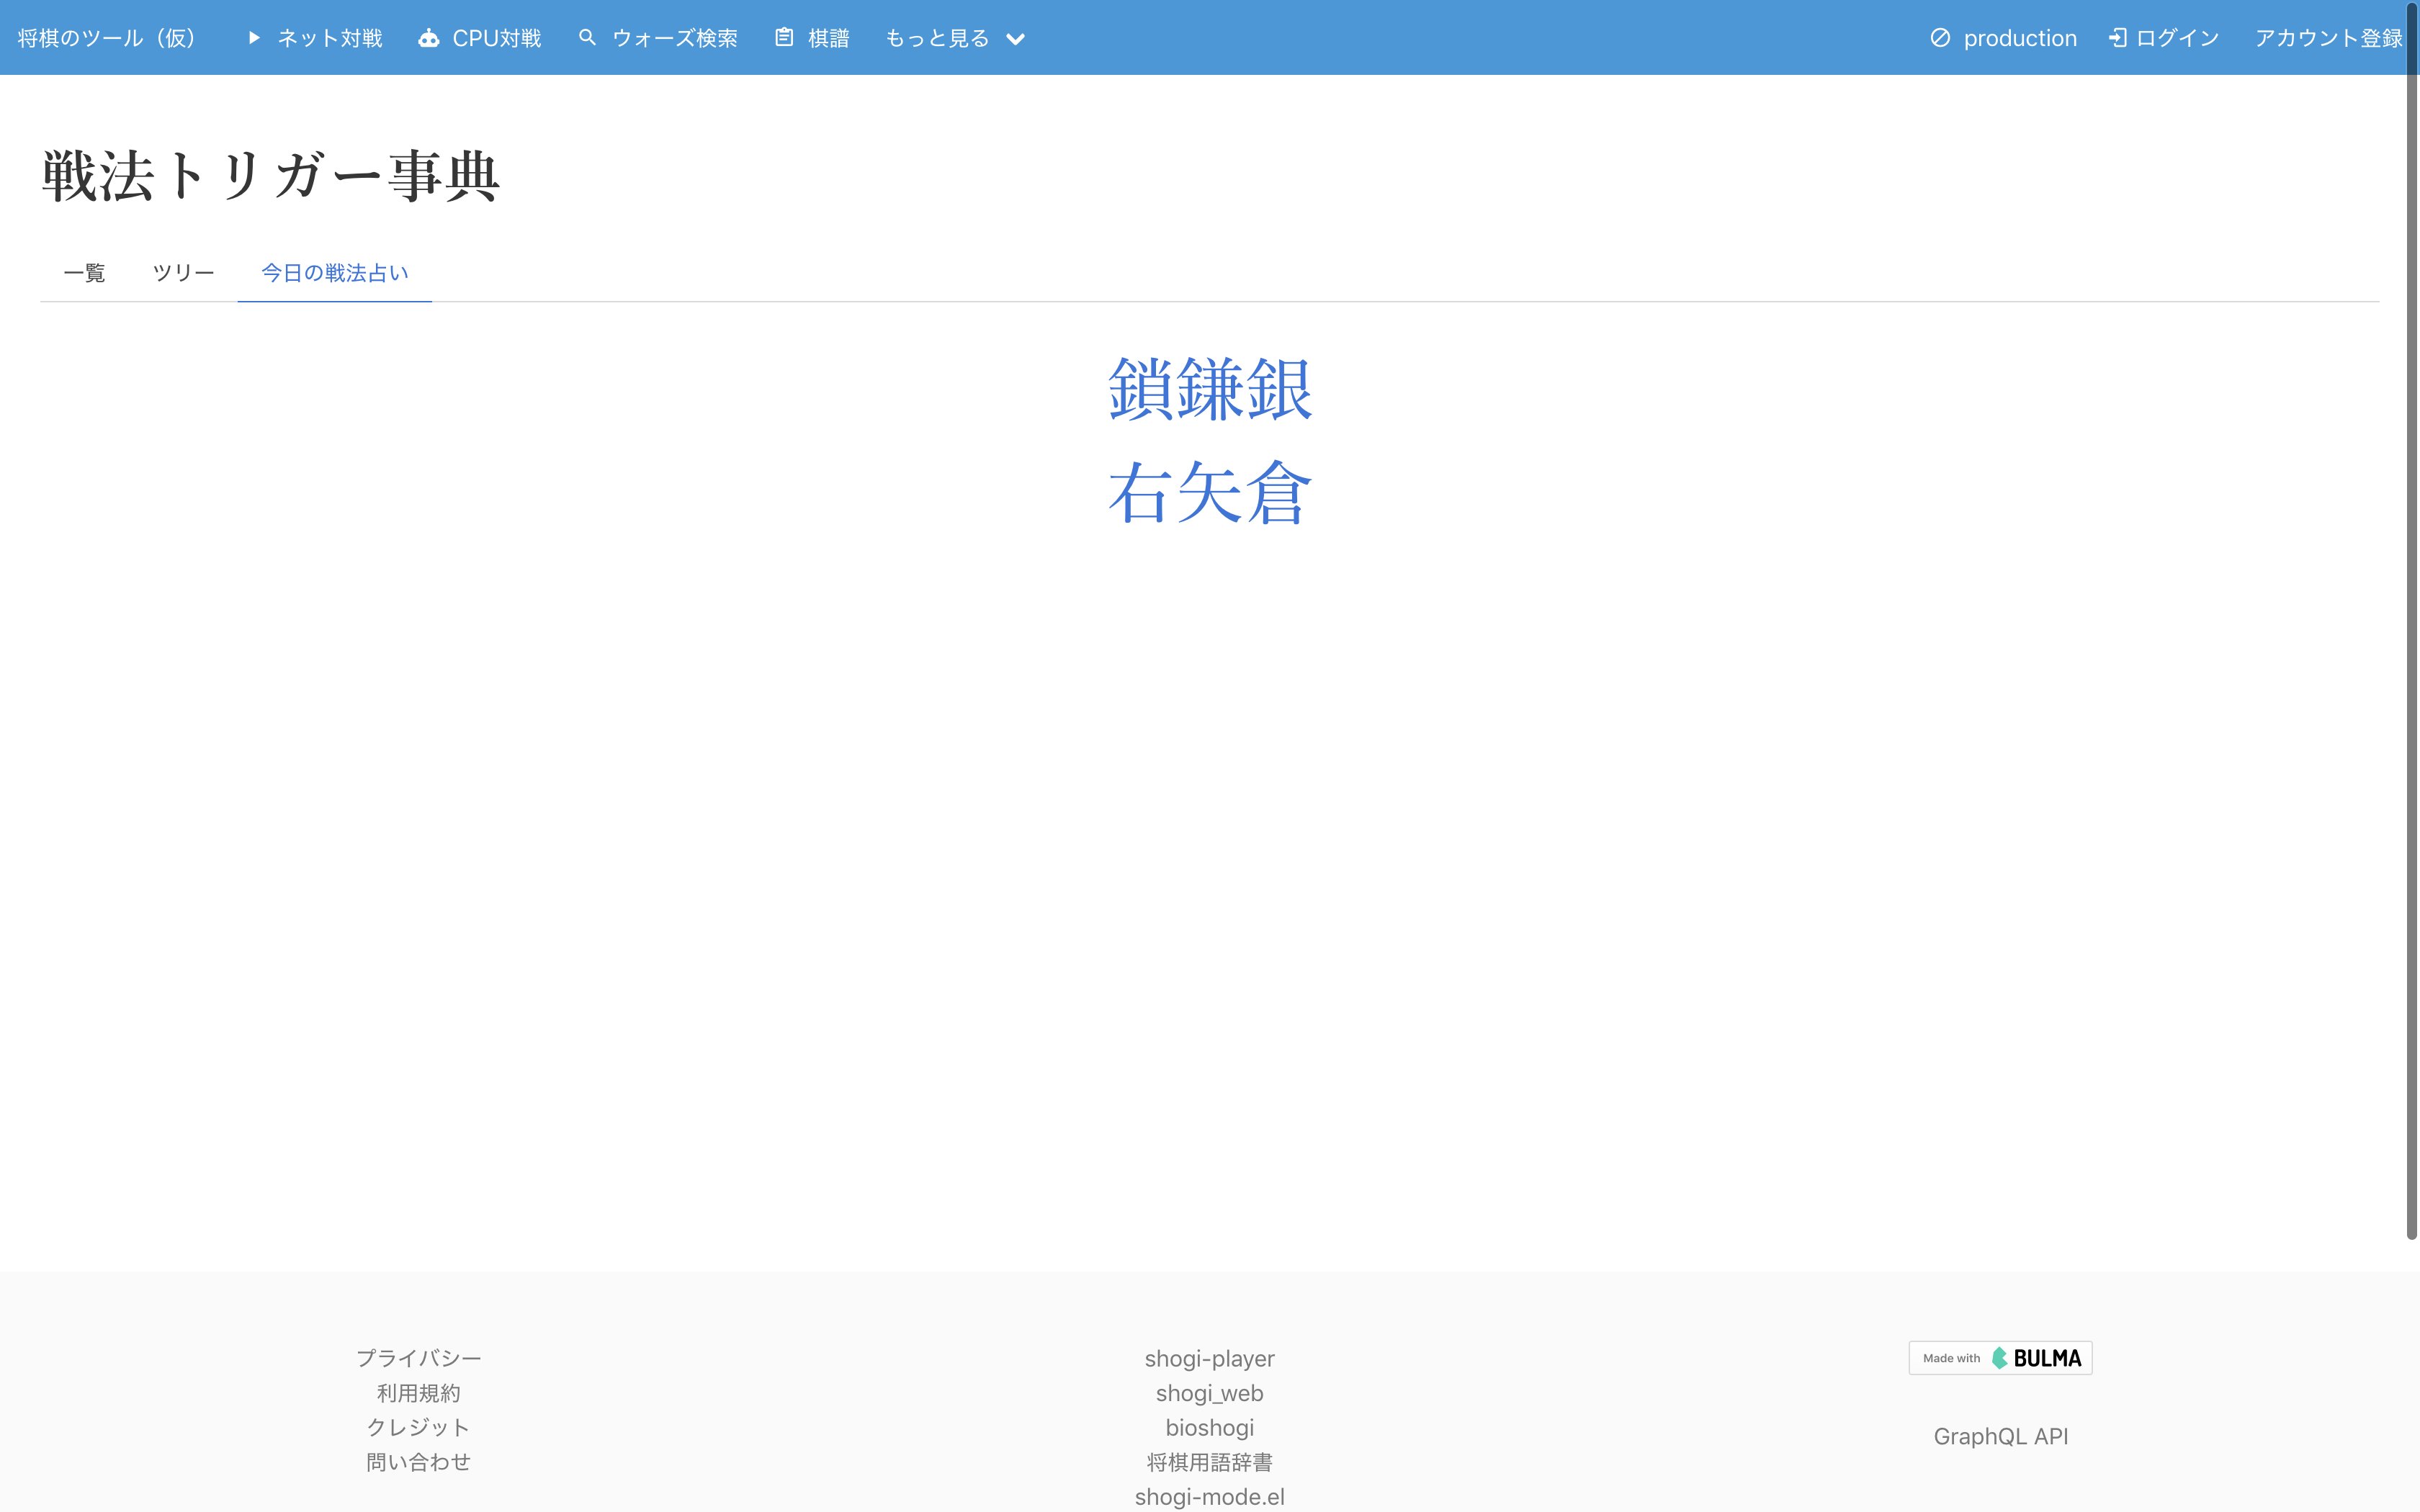 将棋のツール（仮） ネット対戦 CPU対戦 ウォーズ検索 棋譜 もっと見る production ログイン アカウント登録
戦法トリガー事典
一覧 ツリー 今日の戦法占い
鎖鎌銀
右矢倉
プライバシー
利用規約
クレジット
問い合わせ
shogi-player
shogi_web
bioshogi
将棋用語辞書
shogi-mode.el
Made with BULMA
GraphQL API